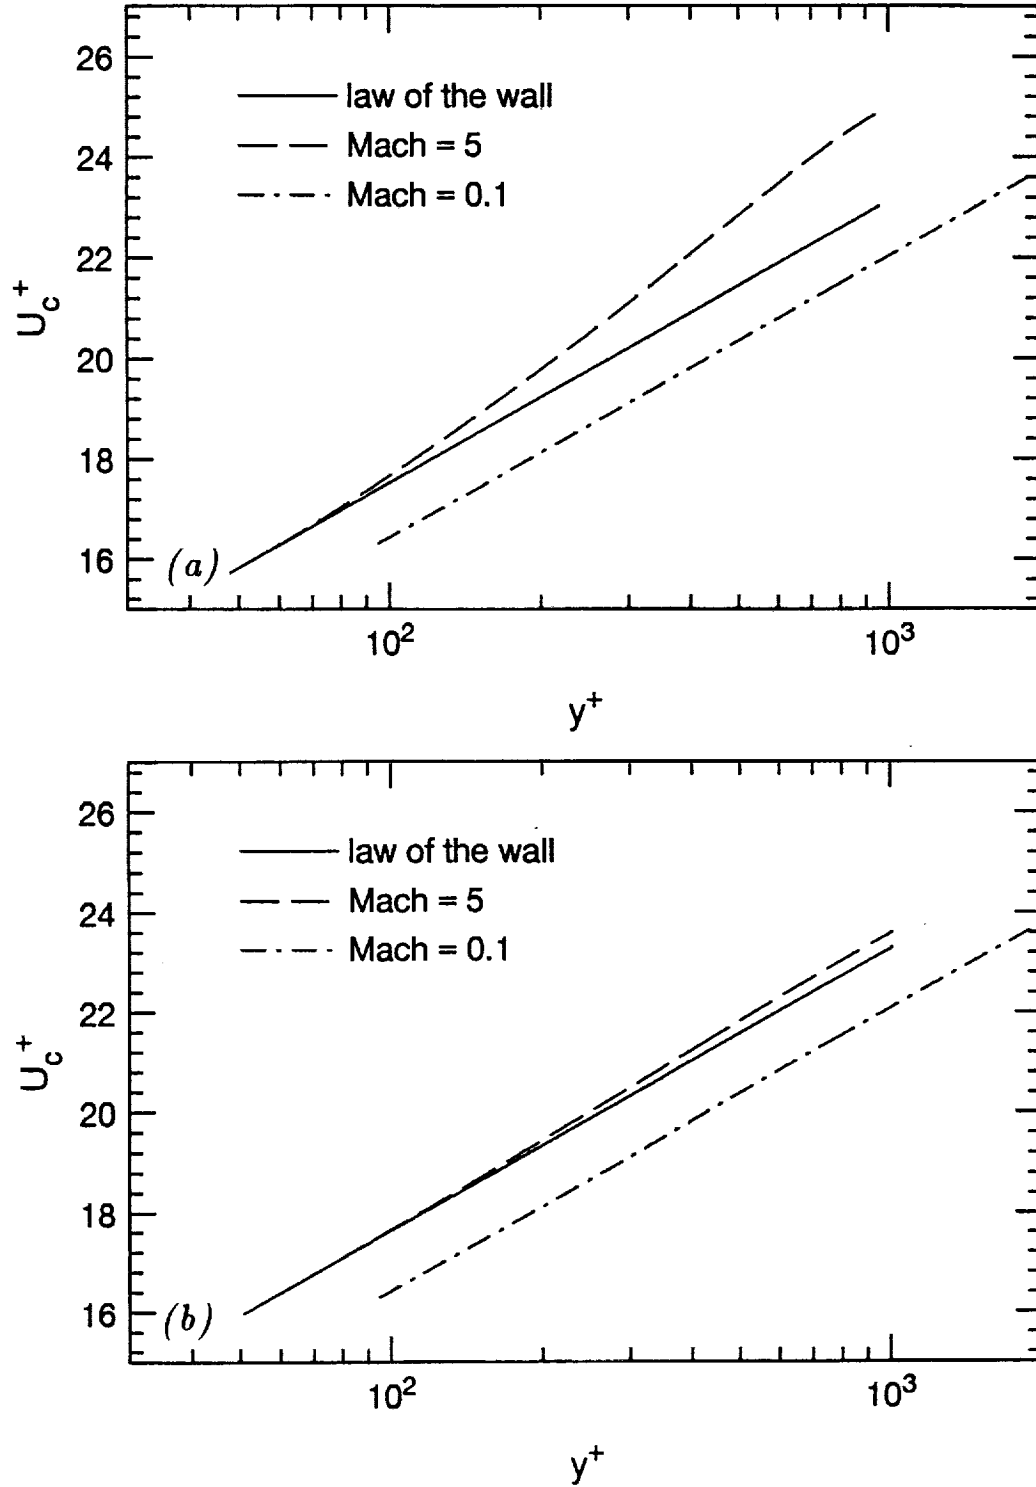 26
law of the wall
24
Mach = 5
Mach = 0.1
22
U_c^+
20
18
16
(a)
10^2
10^3
y^+
26
law of the wall
24
Mach = 5
Mach = 0.1
22
U_c^+
20
18
16
(b)
10^2
10^3
y^+